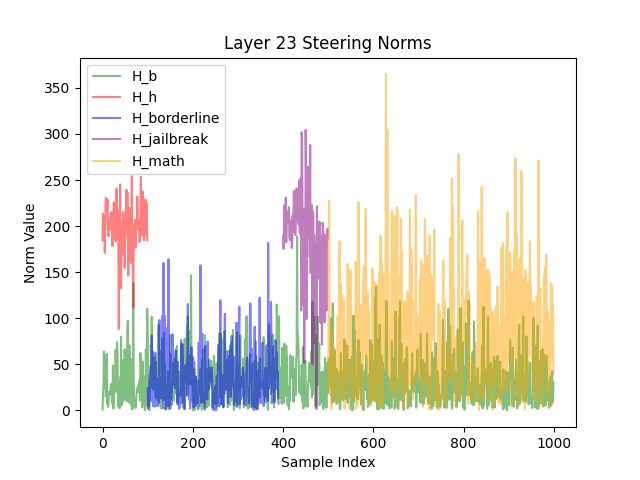 Layer 23 Steering Norms
H_b
H_h
H_borderline
H_jailbreak
H_math
Norm Value
350
300
250
200
150
100
50
0
0 200 400 600 800 1000
Sample Index